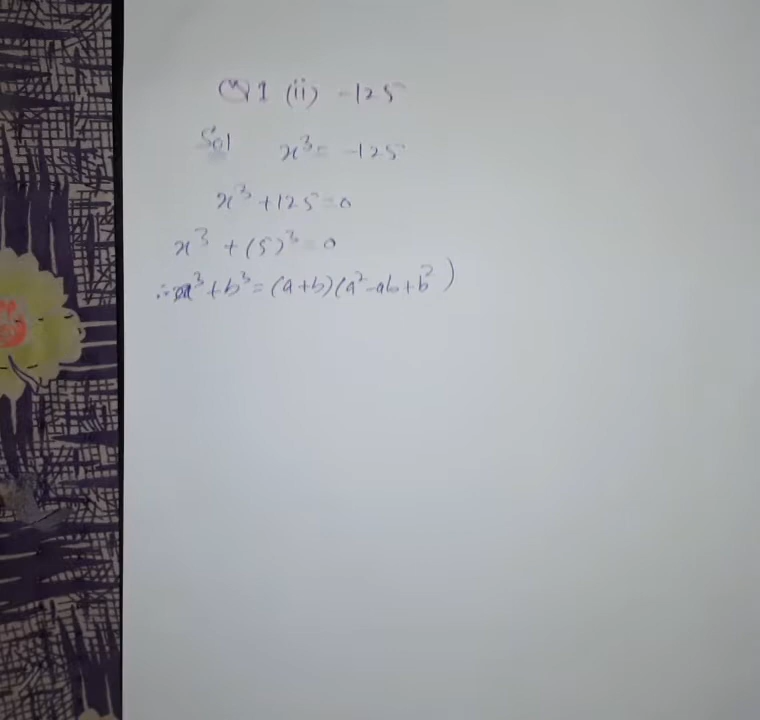 Q1 (ii) -125
Sol x³= -125
x³ +125=0
x³ +(5)³=0
∴a³+b³=(a+b)(a²-ab+b²)